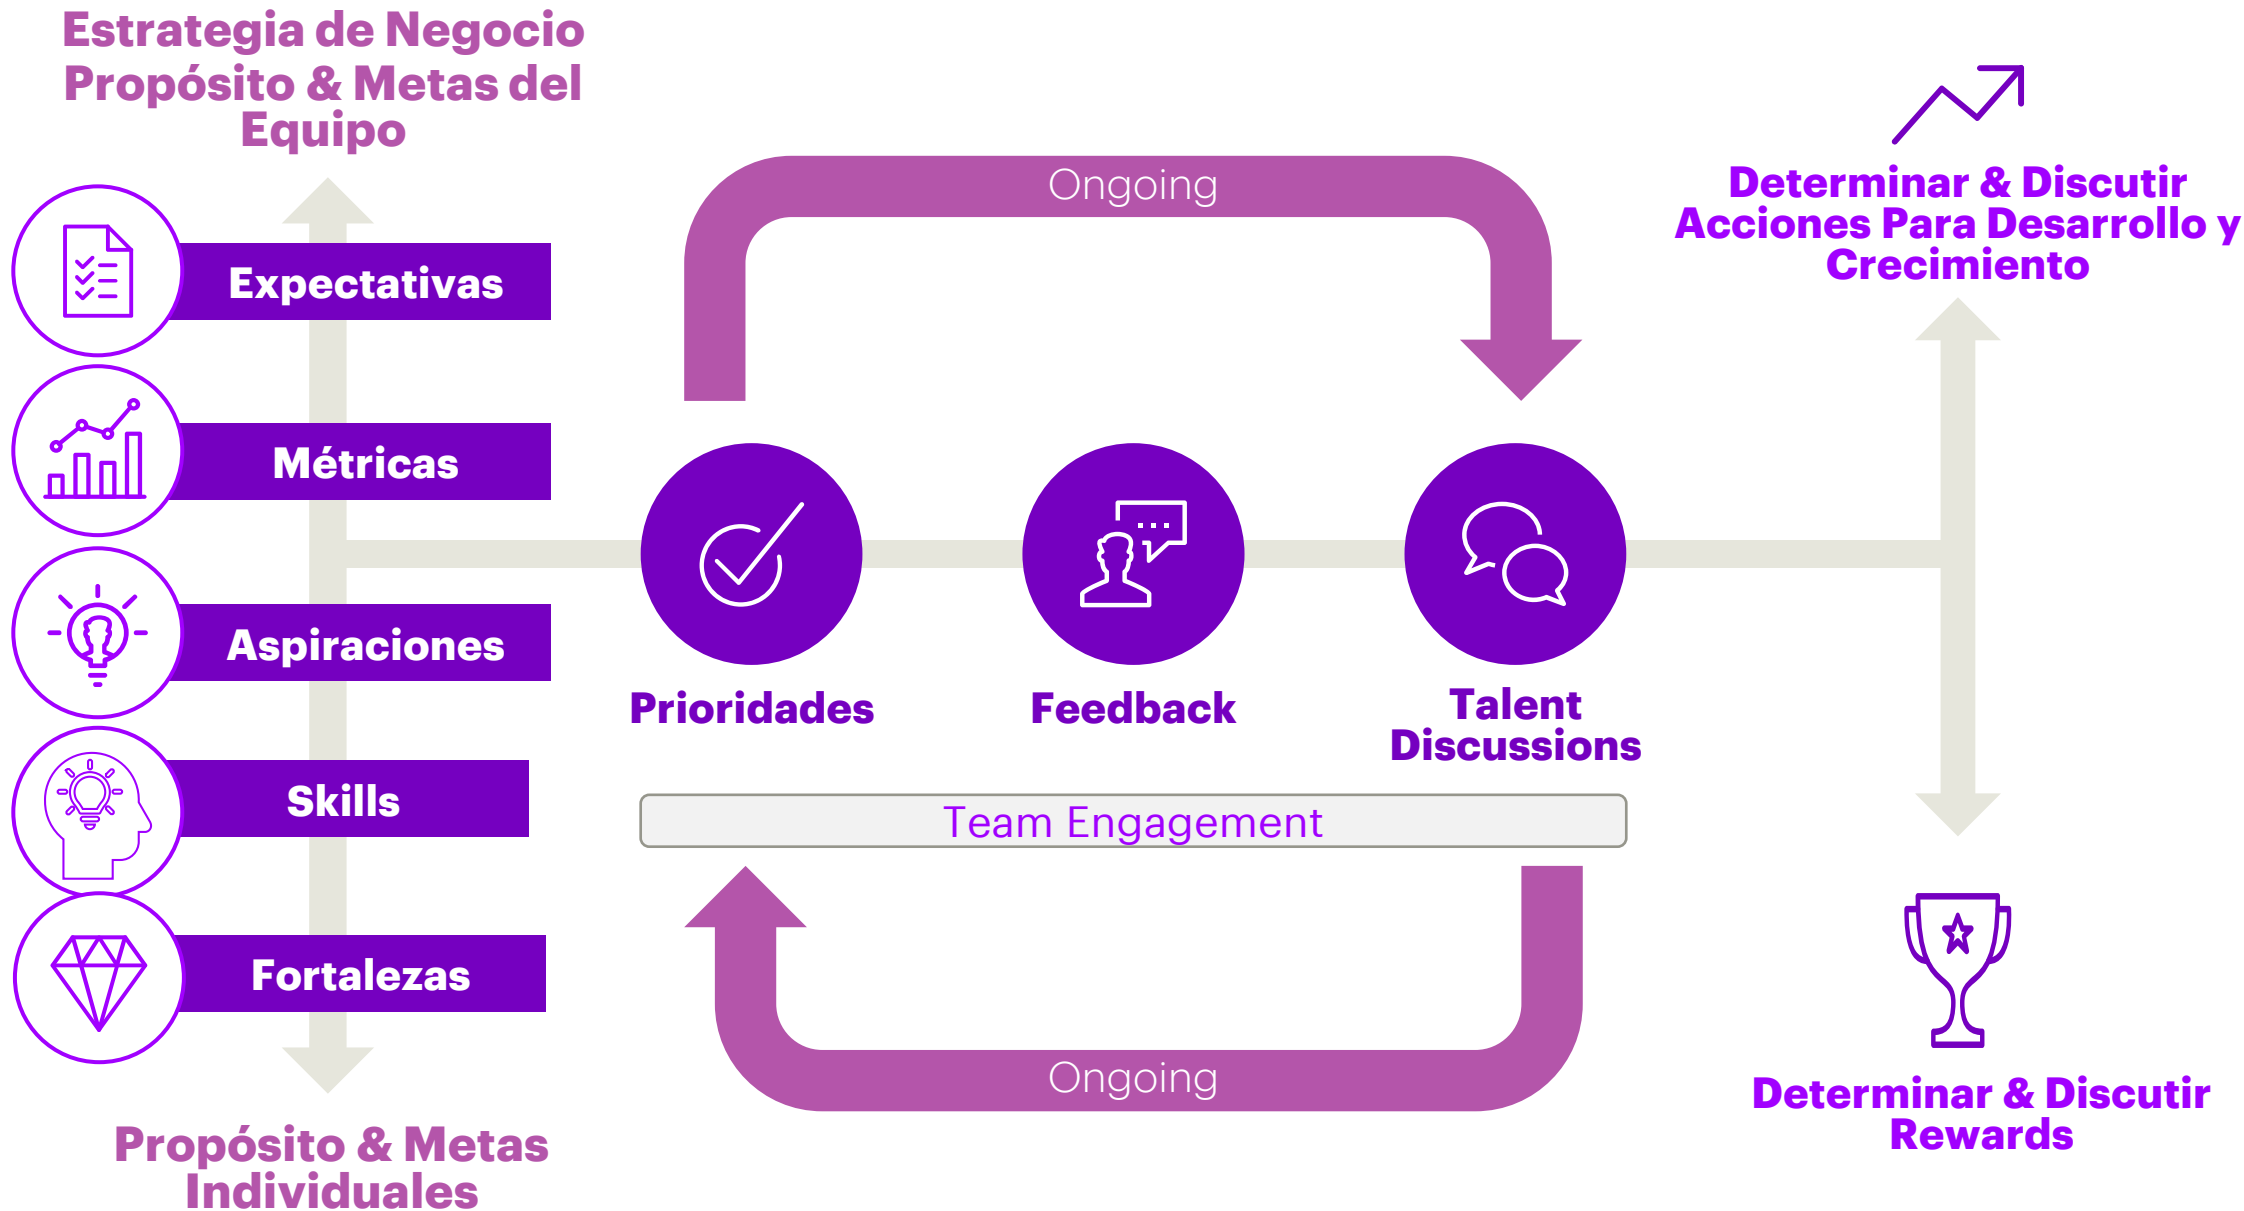 Estrategia de Negocio
Propósito & Metas del
Equipo
Expectativas
Métricas
Aspiraciones
Skills
Fortalezas
Propósito & Metas
Individuales
Ongoing
Prioridades
Feedback
Talent
Discussions
Team Engagement
Ongoing
Determinar & Discutir
Acciones Para Desarrollo y
Crecimiento
Determinar & Discutir
Rewards